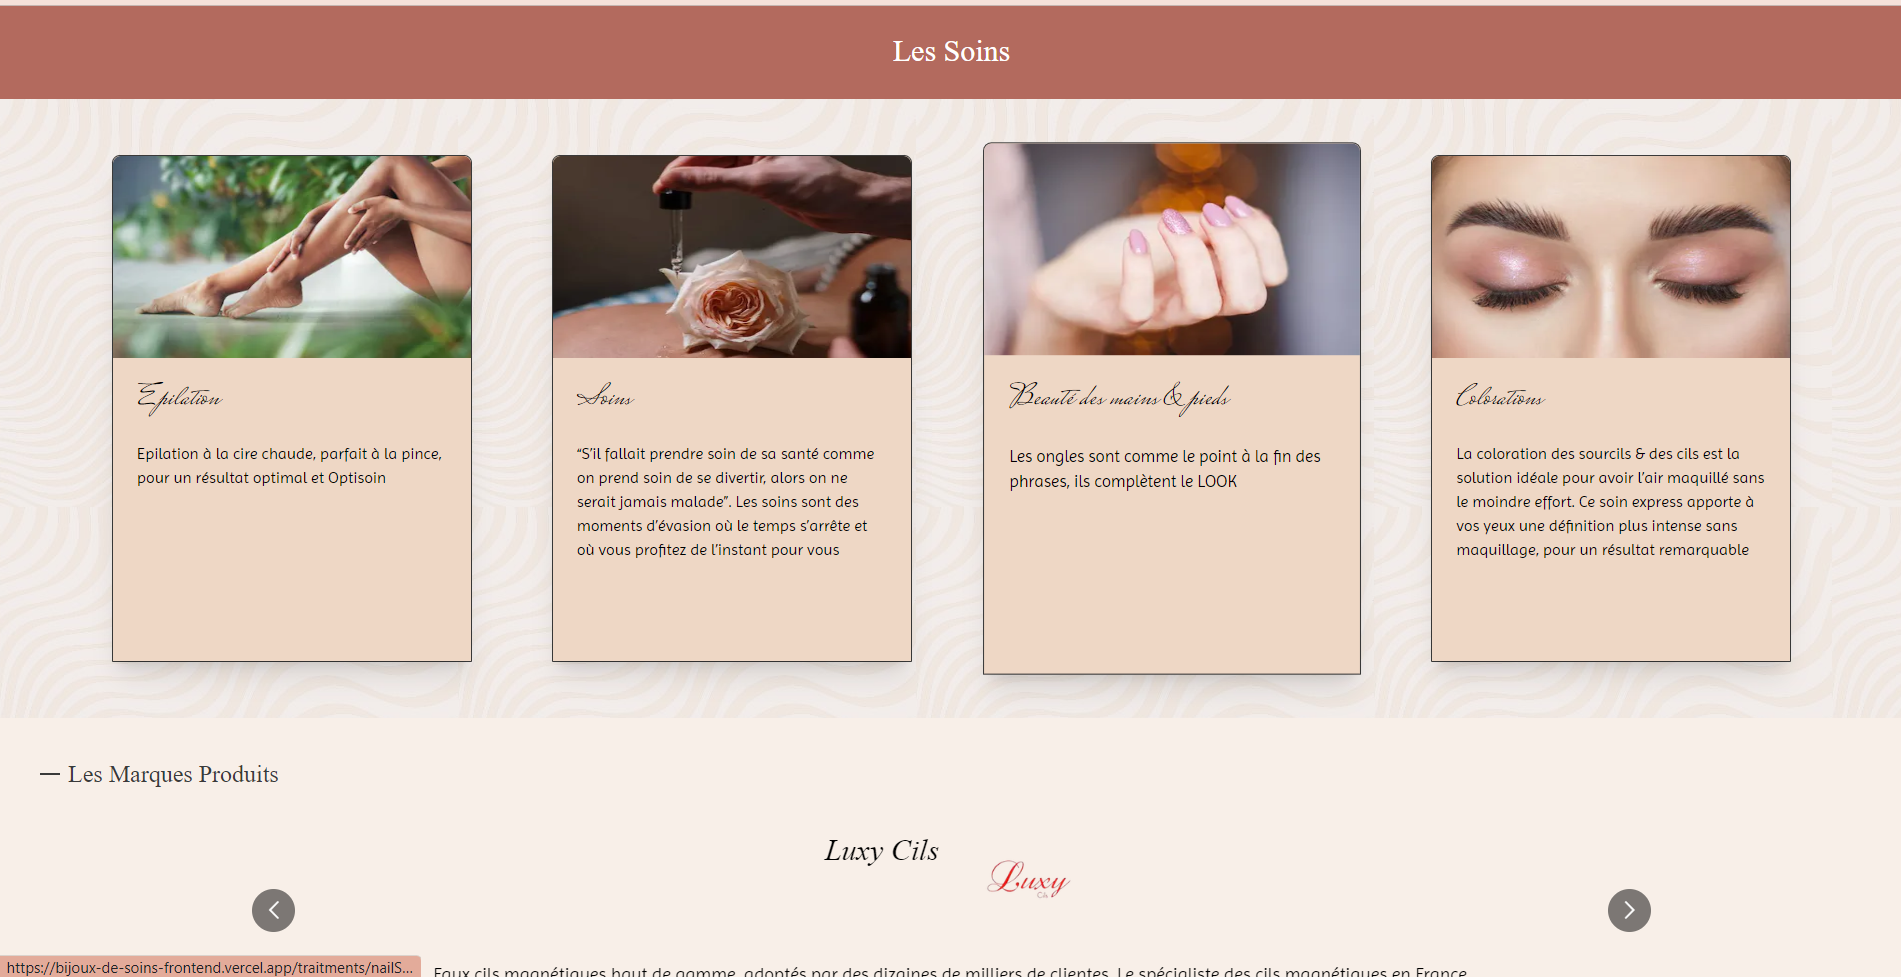 Les Soins
Epilation
Epilation à la cire chaude, parfait à la pince,
pour un résultat optimal et Optisoin
Soins
“S’il fallait prendre soin de sa santé comme
on prend soin de se divertir, alors on ne
serait jamais malade”. Les soins sont des
moments d’évasion où le temps s’arrête et
où vous profitez de l’instant pour vous
Beauté des mains & pieds
Les ongles sont comme le point à la fin des
phrases, ils complètent le LOOK
Colorations
La coloration des sourcils & des cils est la
solution idéale pour avoir l’air maquillé sans
le moindre effort. Ce soin express apporte à
vos yeux une définition plus intense sans
maquillage, pour un résultat remarquable
Les Marques Produits
Luxy Cils
Luxy
Cils
Faux cils magnétiques haut de gamme, adoptés par des dizaines de milliers de clientes. Le spécialiste des cils magnétiques en France
https://bijoux-de-soins-frontend.vercel.app/traitments/nailS...